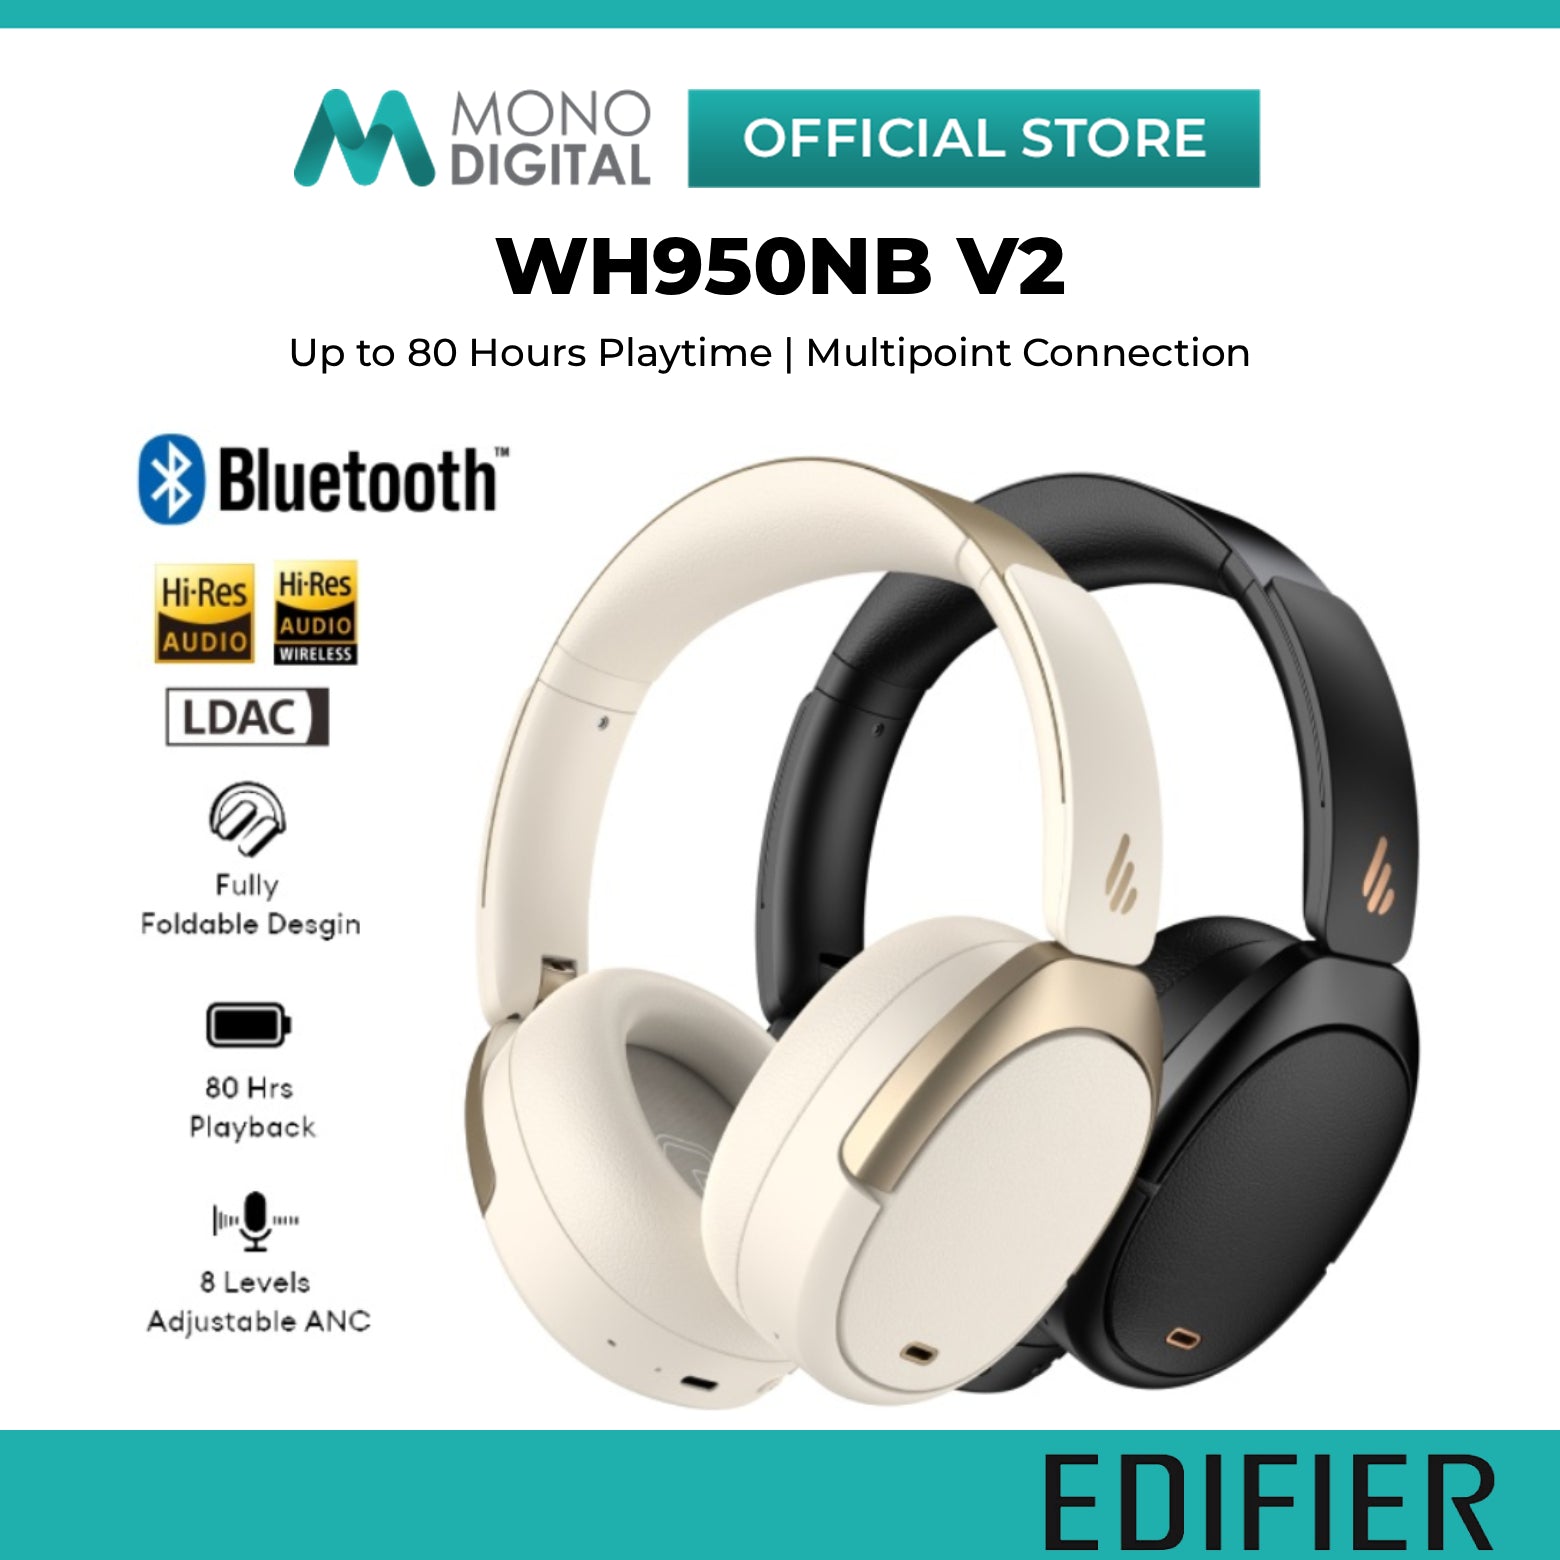 MONO
DIGITAL
OFFICIAL STORE
WH950NB V2
Up to 80 Hours Playtime | Multipoint Connection
Bluetooth™
Hi-Res
AUDIO
Hi-Res
AUDIO
WIRELESS
LDAC
Fully
Foldable Desgin
80 Hrs
Playback
8 Levels
Adjustable ANC
EDIFIER